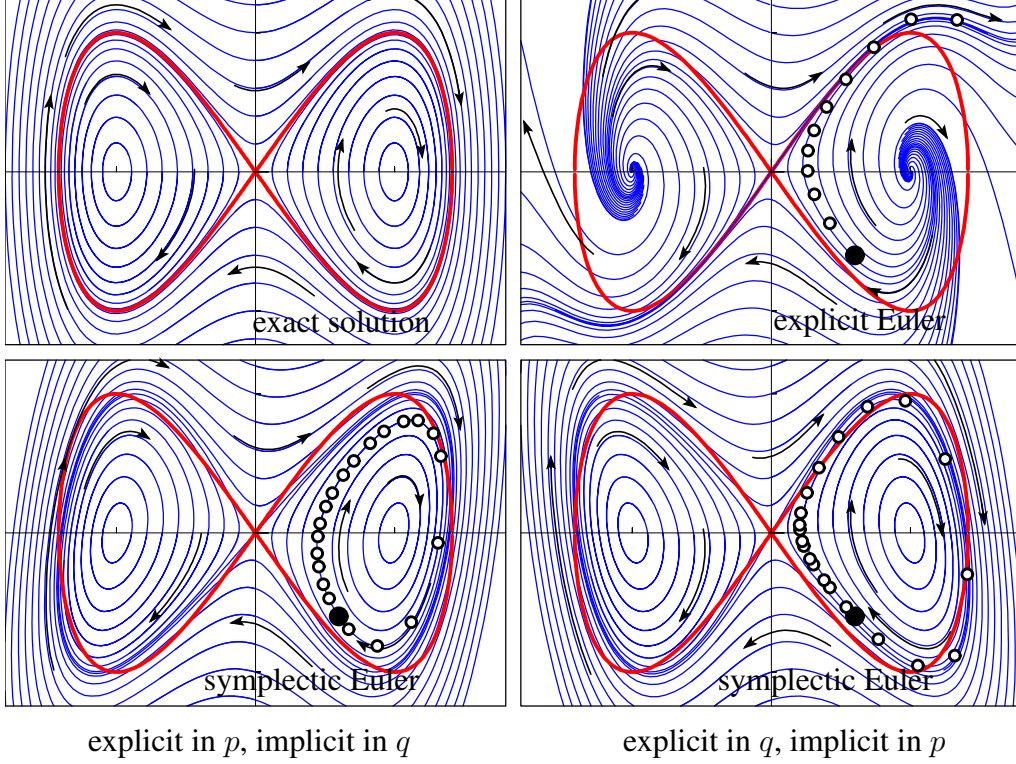 exact solution
explicit Euler
symplectic Euler
symplectic Euler
explicit in p, implicit in q
explicit in q, implicit in p